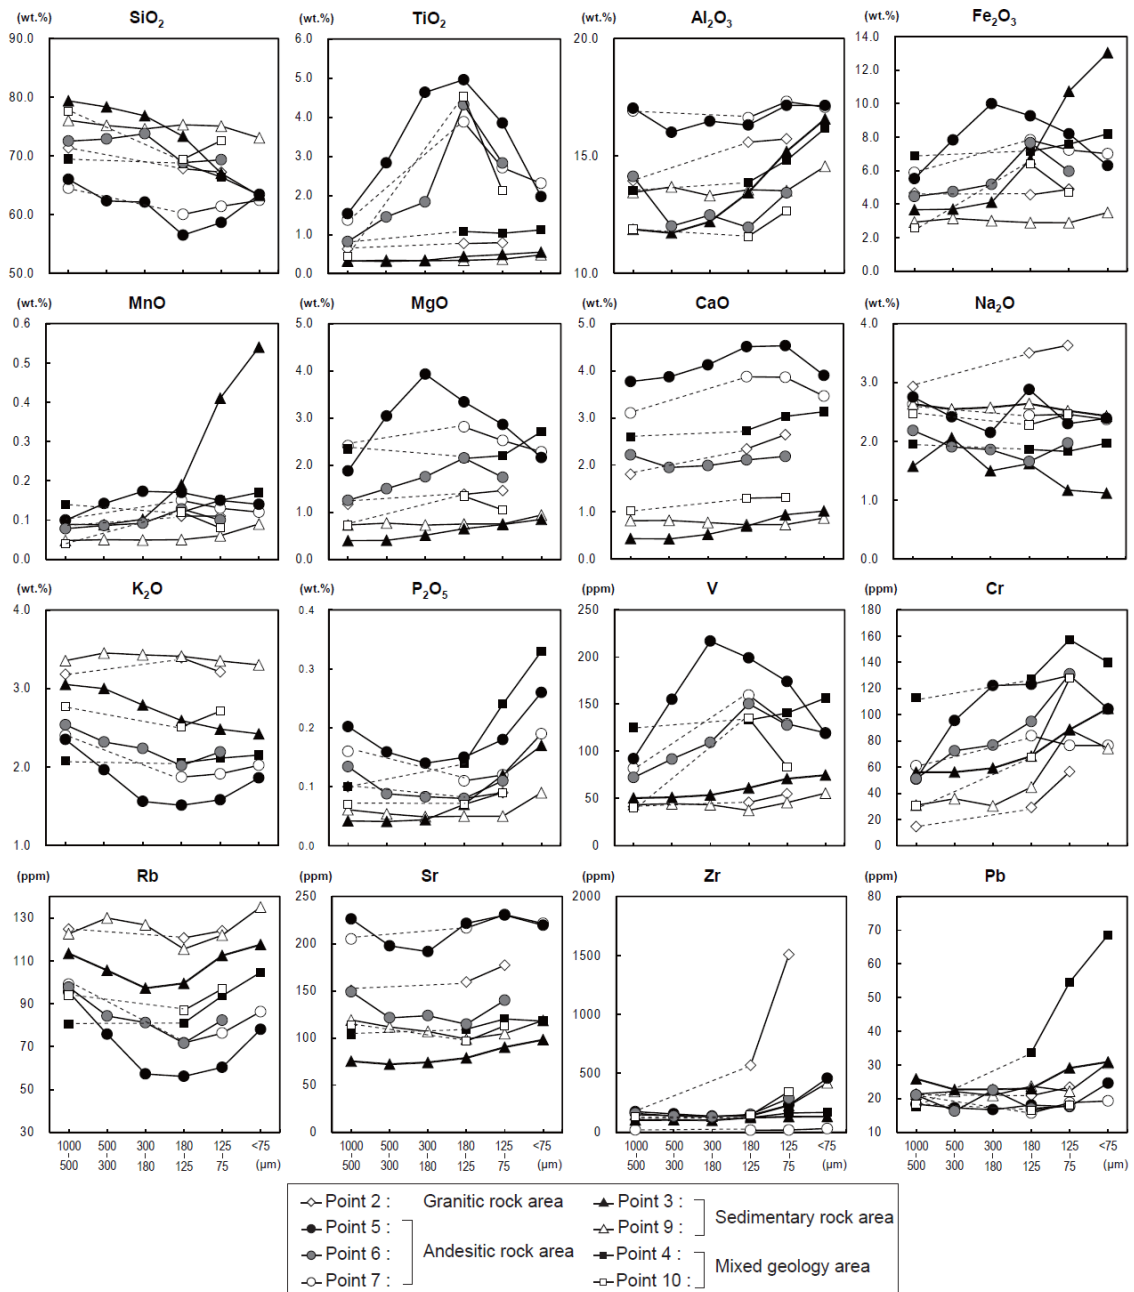 (wt.%) SiO₂ (wt.%) TiO₂ (wt.%) Al₂O₃ (wt.%) Fe₂O₃
90.0 6.0 20.0 14.0
12.0
5.0
80.0 10.0
4.0
70.0 3.0 15.0 8.0
6.0
2.0
60.0 4.0
1.0 2.0
50.0 0.0 10.0 0.0
(wt.%) MnO (wt.%) MgO (wt.%) CaO (wt.%) Na₂O
0.6 5.0 5.0 4.0
0.5 4.0 4.0
3.0
0.4
3.0 3.0
0.3 2.0
2.0 2.0
0.2
1.0 1.0 1.0
0.1
0.0 0.0 0.0 0.0
(wt.%) K₂O (wt.%) P₂O₅ (ppm) V (ppm) Cr
4.0 0.4 250 180
160
200 140
3.0 0.3
120
150
100
0.2
80
2.0 100
60
0.1 50 40
20
1.0 0.0 0 0
(ppm) Rb (ppm) Sr (ppm) Zr (ppm) Pb
250 2000 80
130
70
200
110 1500
60
150
90 50
1000
100 40
70
500 30
50 50
20
30 0 0 10
1000 500 300 180 125 <75 1000 500 300 180 125 <75 1000 500 300 180 125 <75 1000 500 300 180 125 <75
500 300 180 125 75 (μm) 500 300 180 125 75 (μm) 500 300 180 125 75 (μm) 500 300 180 125 75 (μm)
Point 2 : Granitic rock area Point 3 :
Sedimentary rock area
Point 5 : Point 9 :
Point 6 : Andesitic rock area Point 4 :
Mixed geology area
Point 7 : Point 10 :